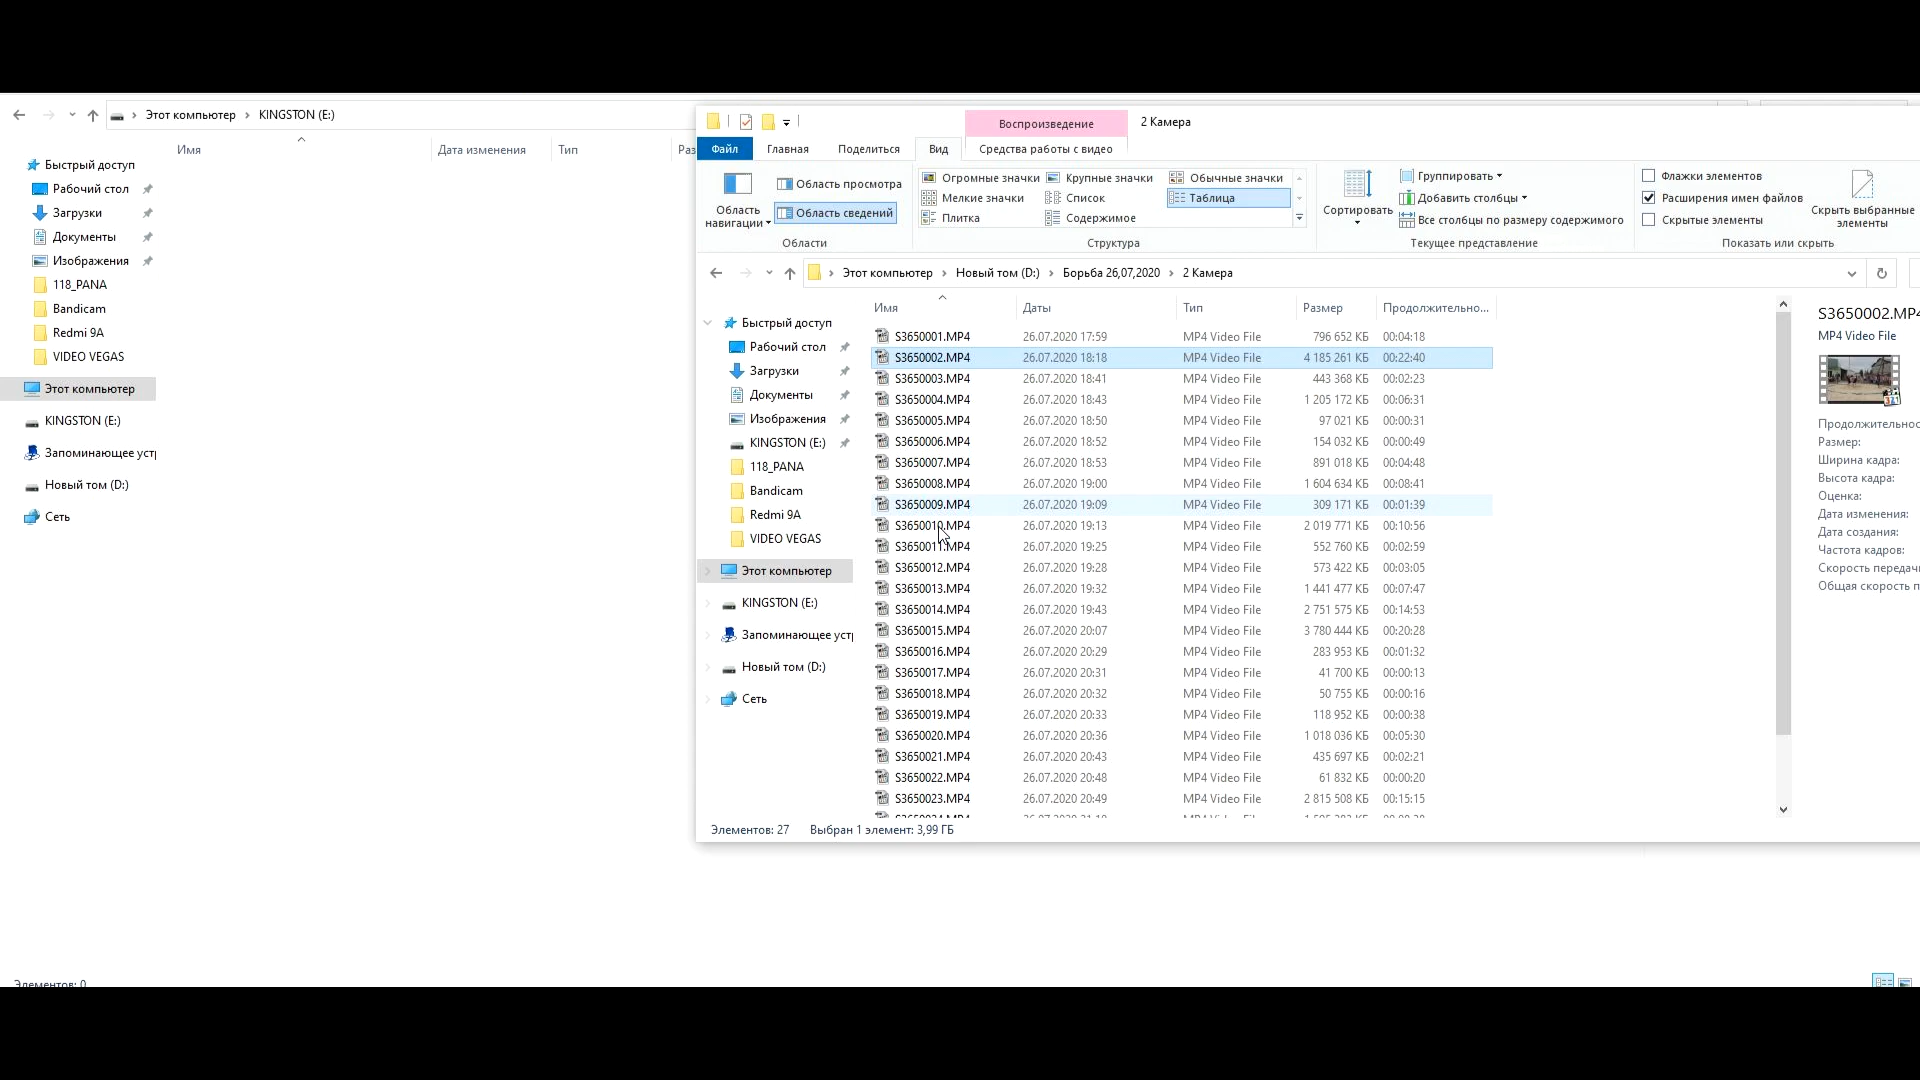 Этот компьютер > KINGSTON (E:)
Имя Дата изменения Тип Раз
Быстрый доступ
Рабочий стол
Загрузки
Документы
Изображения
118_PANA
Bandicam
Redmi 9A
VIDEO VEGAS
Этот компьютер
KINGSTON (E:)
Запоминающее уст
Новый том (D:)
Сеть
Элементов: 0
Воспроизведение 2 Камера
Файл Главная Поделиться Вид Средства работы с видео
Область навигации
Область просмотра
Область сведений
Области
Огромные значки Крупные значки Обычные значки
Мелкие значки Список Таблица
Плитка Содержимое
Структура
Сортировать
Группировать
Добавить столбцы
Все столбцы по размеру содержимого
Текущее представление
Флажки элементов
Расширения имен файлов
Скрытые элементы
Скрыть выбранные
элементы
Показать или скрыть
Этот компьютер > Новый том (D:) > Борьба 26,07,2020 > 2 Камера
Быстрый доступ
Рабочий стол
Загрузки
Документы
Изображения
KINGSTON (E:)
118_PANA
Bandicam
Redmi 9A
VIDEO VEGAS
Этот компьютер
KINGSTON (E:)
Запоминающее уст
Новый том (D:)
Сеть
Имя Даты Тип Размер Продолжительно...
S3650001.MP4 26.07.2020 17:59 MP4 Video File 796 652 КБ 00:04:18
S3650002.MP4 26.07.2020 18:18 MP4 Video File 4 185 261 КБ 00:22:40
S3650003.MP4 26.07.2020 18:41 MP4 Video File 443 368 КБ 00:02:23
S3650004.MP4 26.07.2020 18:43 MP4 Video File 1 205 172 КБ 00:06:31
S3650005.MP4 26.07.2020 18:50 MP4 Video File 97 021 КБ 00:00:31
S3650006.MP4 26.07.2020 18:52 MP4 Video File 154 032 КБ 00:00:49
S3650007.MP4 26.07.2020 18:53 MP4 Video File 891 018 КБ 00:04:48
S3650008.MP4 26.07.2020 19:00 MP4 Video File 1 604 634 КБ 00:08:41
S3650009.MP4 26.07.2020 19:09 MP4 Video File 309 171 КБ 00:01:39
S3650010.MP4 26.07.2020 19:13 MP4 Video File 2 019 771 КБ 00:10:56
S3650011.MP4 26.07.2020 19:25 MP4 Video File 552 760 КБ 00:02:59
S3650012.MP4 26.07.2020 19:28 MP4 Video File 573 422 КБ 00:03:05
S3650013.MP4 26.07.2020 19:32 MP4 Video File 1 441 477 КБ 00:07:47
S3650014.MP4 26.07.2020 19:43 MP4 Video File 2 751 575 КБ 00:14:53
S3650015.MP4 26.07.2020 20:07 MP4 Video File 3 780 444 КБ 00:20:28
S3650016.MP4 26.07.2020 20:29 MP4 Video File 283 953 КБ 00:01:32
S3650017.MP4 26.07.2020 20:31 MP4 Video File 41 700 КБ 00:00:13
S3650018.MP4 26.07.2020 20:32 MP4 Video File 50 755 КБ 00:00:16
S3650019.MP4 26.07.2020 20:33 MP4 Video File 118 952 КБ 00:00:38
S3650020.MP4 26.07.2020 20:36 MP4 Video File 1 018 036 КБ 00:05:30
S3650021.MP4 26.07.2020 20:43 MP4 Video File 435 697 КБ 00:02:21
S3650022.MP4 26.07.2020 20:48 MP4 Video File 61 832 КБ 00:00:20
S3650023.MP4 26.07.2020 20:49 MP4 Video File 2 815 508 КБ 00:15:15
S3650002.MP4
MP4 Video File
Продолжительнос
Размер:
Ширина кадра:
Высота кадра:
Оценка:
Дата изменения:
Дата создания:
Частота кадров:
Скорость передач
Общая скорость п
Элементов: 27 Выбран 1 элемент: 3,99 ГБ